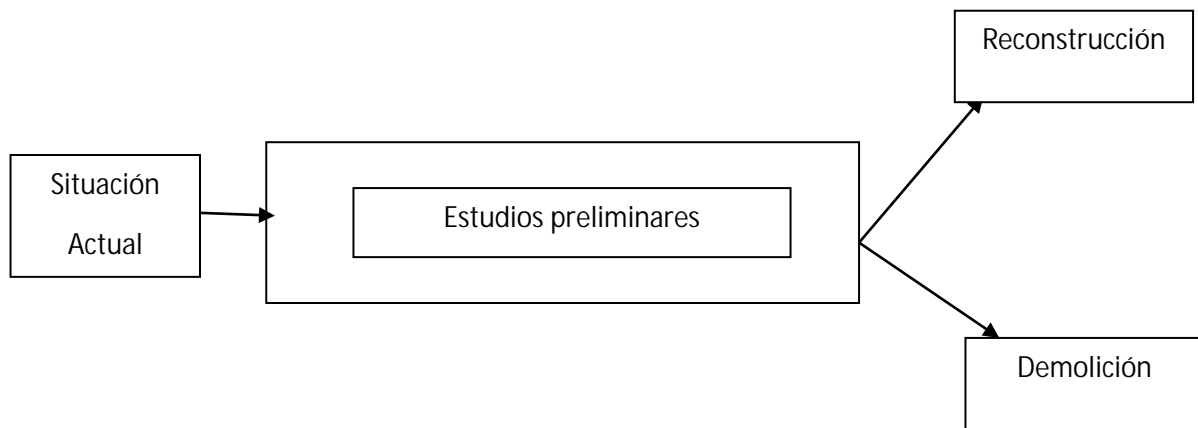 Reconstrucción
Situación
Actual
Estudios preliminares
Demolición